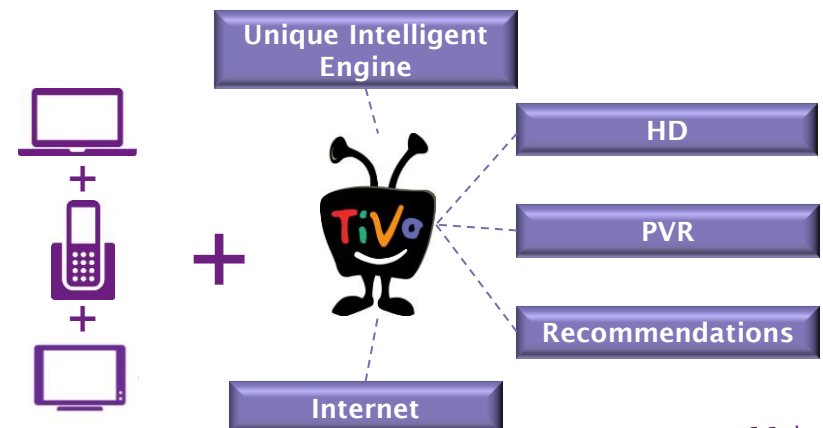 Unique Intelligent
Engine
HD
+
TiVo
PVR
+
+
Recommendations
Internet